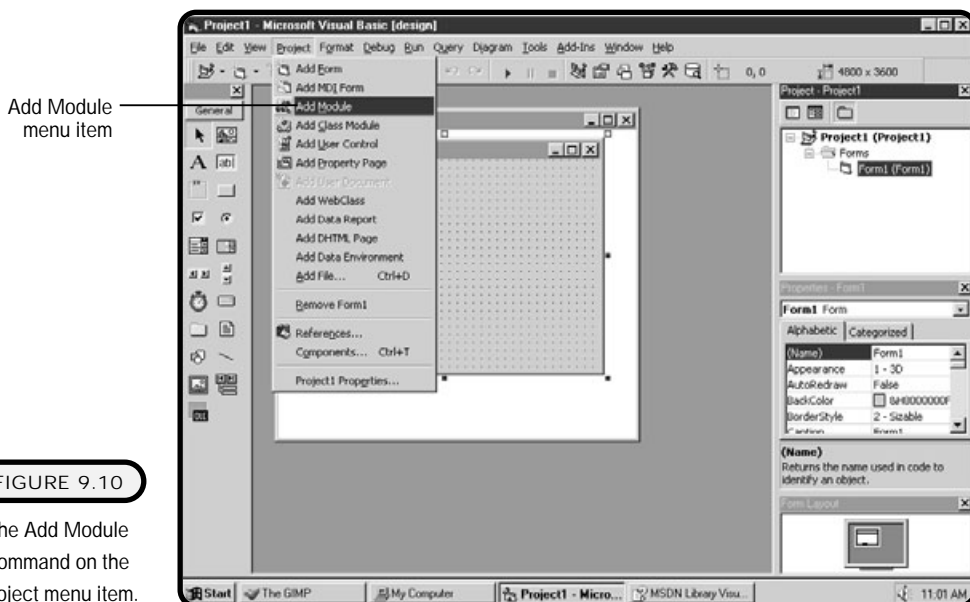 Add Module
menu item
Project1 - Microsoft Visual Basic [design]
File Edit View Project Format Debug Run Query Diagram Tools Add-Ins Window Help
0, 0
4800 x 3600
General
A
ab|
Add Form
Add MDI Form
Add Module
Add Class Module
Add User Control
Add Property Page
Add User Document
Add WebClass
Add Data Report
Add DHTML Page
Add Data Environment
Add File... Ctrl+D
Remove Form1
References...
Components... Ctrl+T
Project1 Properties...
Project - Project1
Project1 (Project1)
Forms
Form1 (Form1)
Properties - Form1
Form1 Form
Alphabetic Categorized
(Name) Form1
Appearance 1 - 3D
AutoRedraw False
BackColor &H8000000F
BorderStyle 2 - Sizable
Caption Form1
(Name)
Returns the name used in code to
identify an object.
Form Layout
FIGURE 9.10
he Add Module
ommand on the
oject menu item.
Start The GIMP My Computer Project1 - Micro... MSDN Library Visu... 11:01 AM